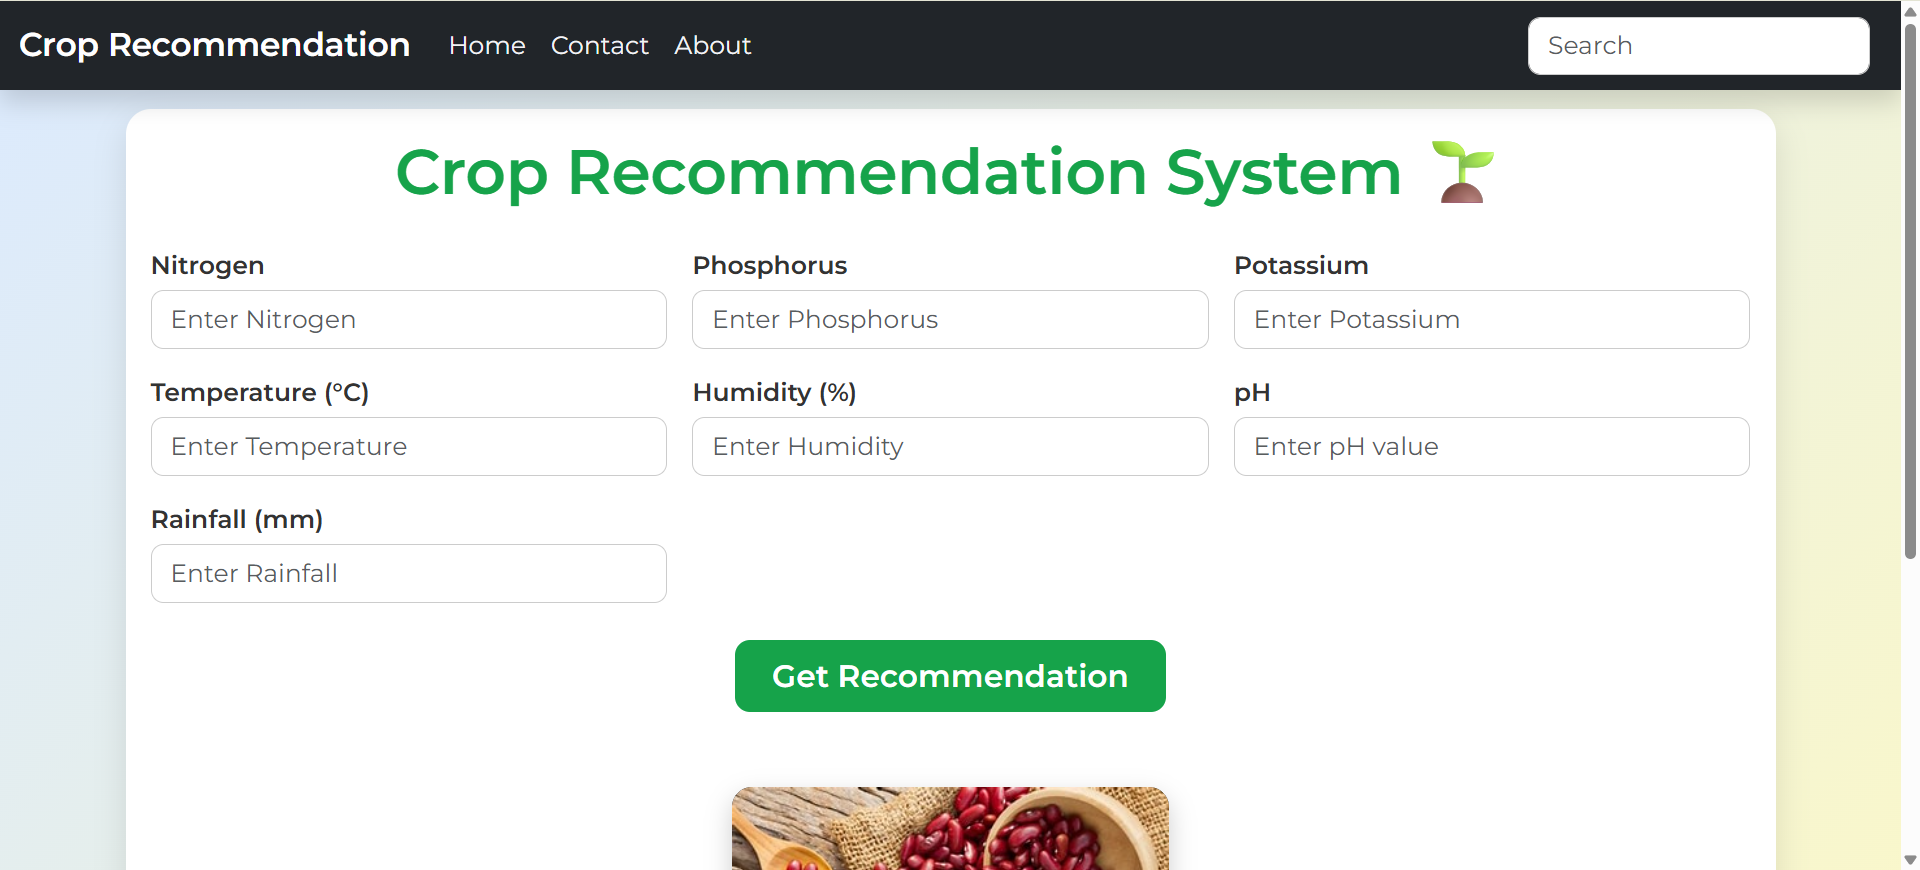 Crop Recommendation Home Contact About Search
Crop Recommendation System
Nitrogen Phosphorus Potassium
Enter Nitrogen Enter Phosphorus Enter Potassium
Temperature (°C) Humidity (%) pH
Enter Temperature Enter Humidity Enter pH value
Rainfall (mm)
Enter Rainfall
Get Recommendation